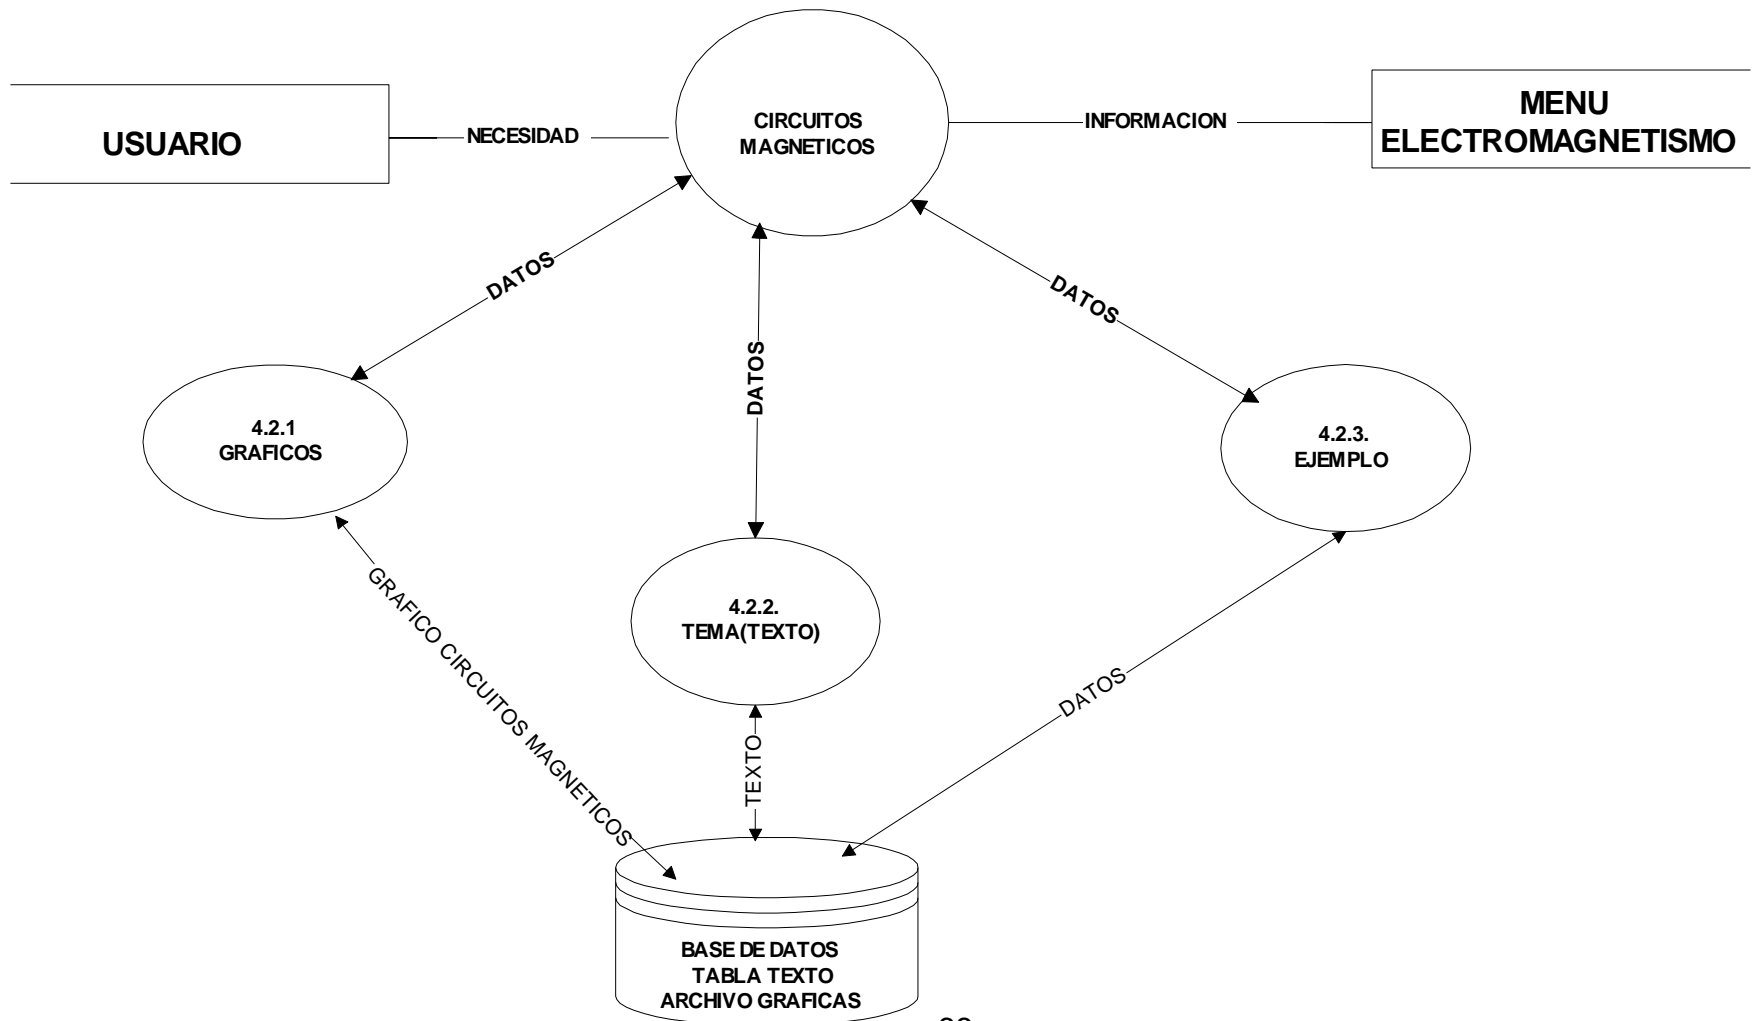 USUARIO
NECESIDAD
CIRCUITOS
MAGNETICOS
INFORMACION
MENU
ELECTROMAGNETISMO
DATOS
DATOS
DATOS
4.2.1
GRAFICOS
4.2.3.
EJEMPLO
4.2.2.
TEMA(TEXTO)
GRAFICO CIRCUITOS MAGNETICOS
TEXTO
DATOS
BASE DE DATOS
TABLA TEXTO
ARCHIVO GRAFICAS